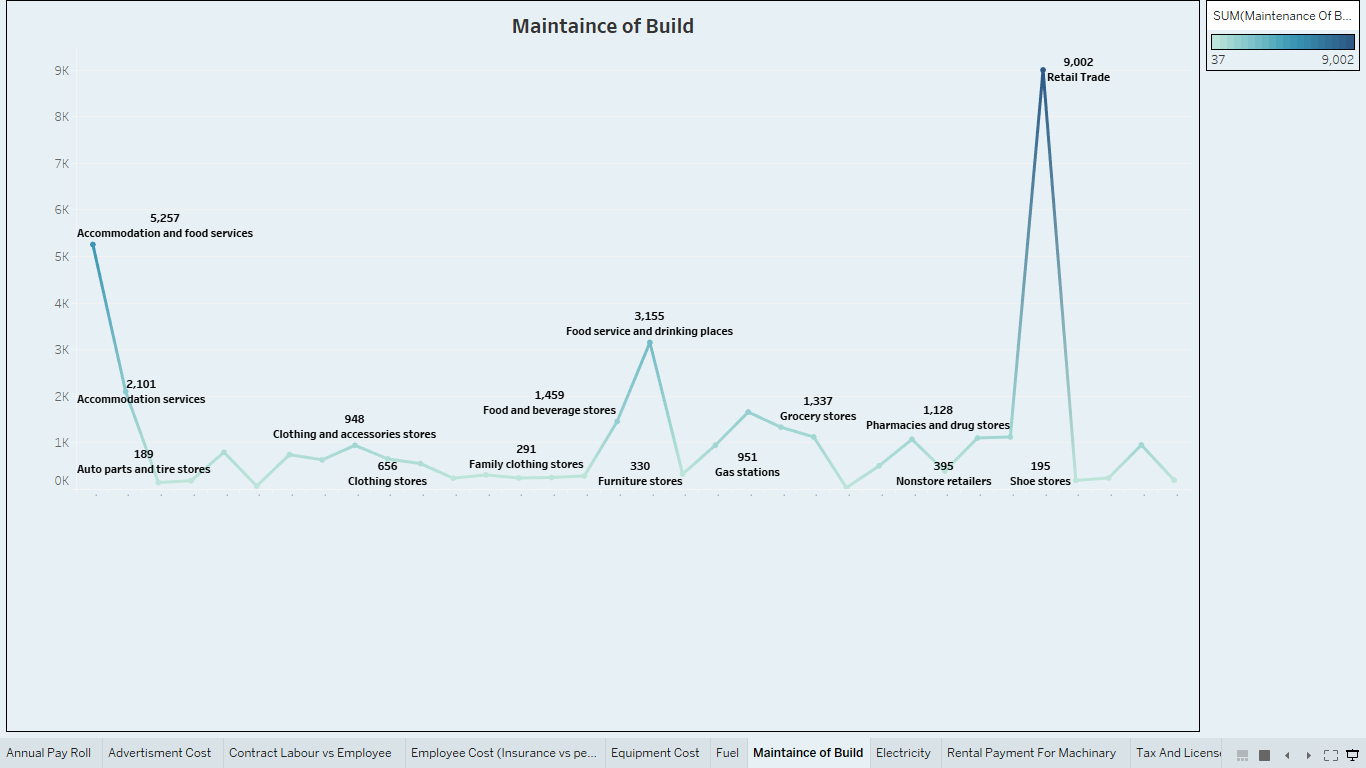 Maintaince of Build
SUM(Maintenance Of B...
37 9,002
9K
8K
7K
6K
5K
4K
3K
2K
1K
0K
9,002
Retail Trade
5,257
Accommodation and food services
3,155
Food service and drinking places
2,101
Accommodation services
1,459
Food and beverage stores
1,337
Grocery stores
1,128
Pharmacies and drug stores
948
Clothing and accessories stores
189
Auto parts and tire stores
656
Clothing stores
291
Family clothing stores
330
Furniture stores
951
Gas stations
395
Nonstore retailers
195
Shoe stores
Annual Pay Roll
Advertisment Cost
Contract Labour vs Employee
Employee Cost (Insurance vs pe...
Equipment Cost
Fuel
Maintaince of Build
Electricity
Rental Payment For Machinary
Tax And License